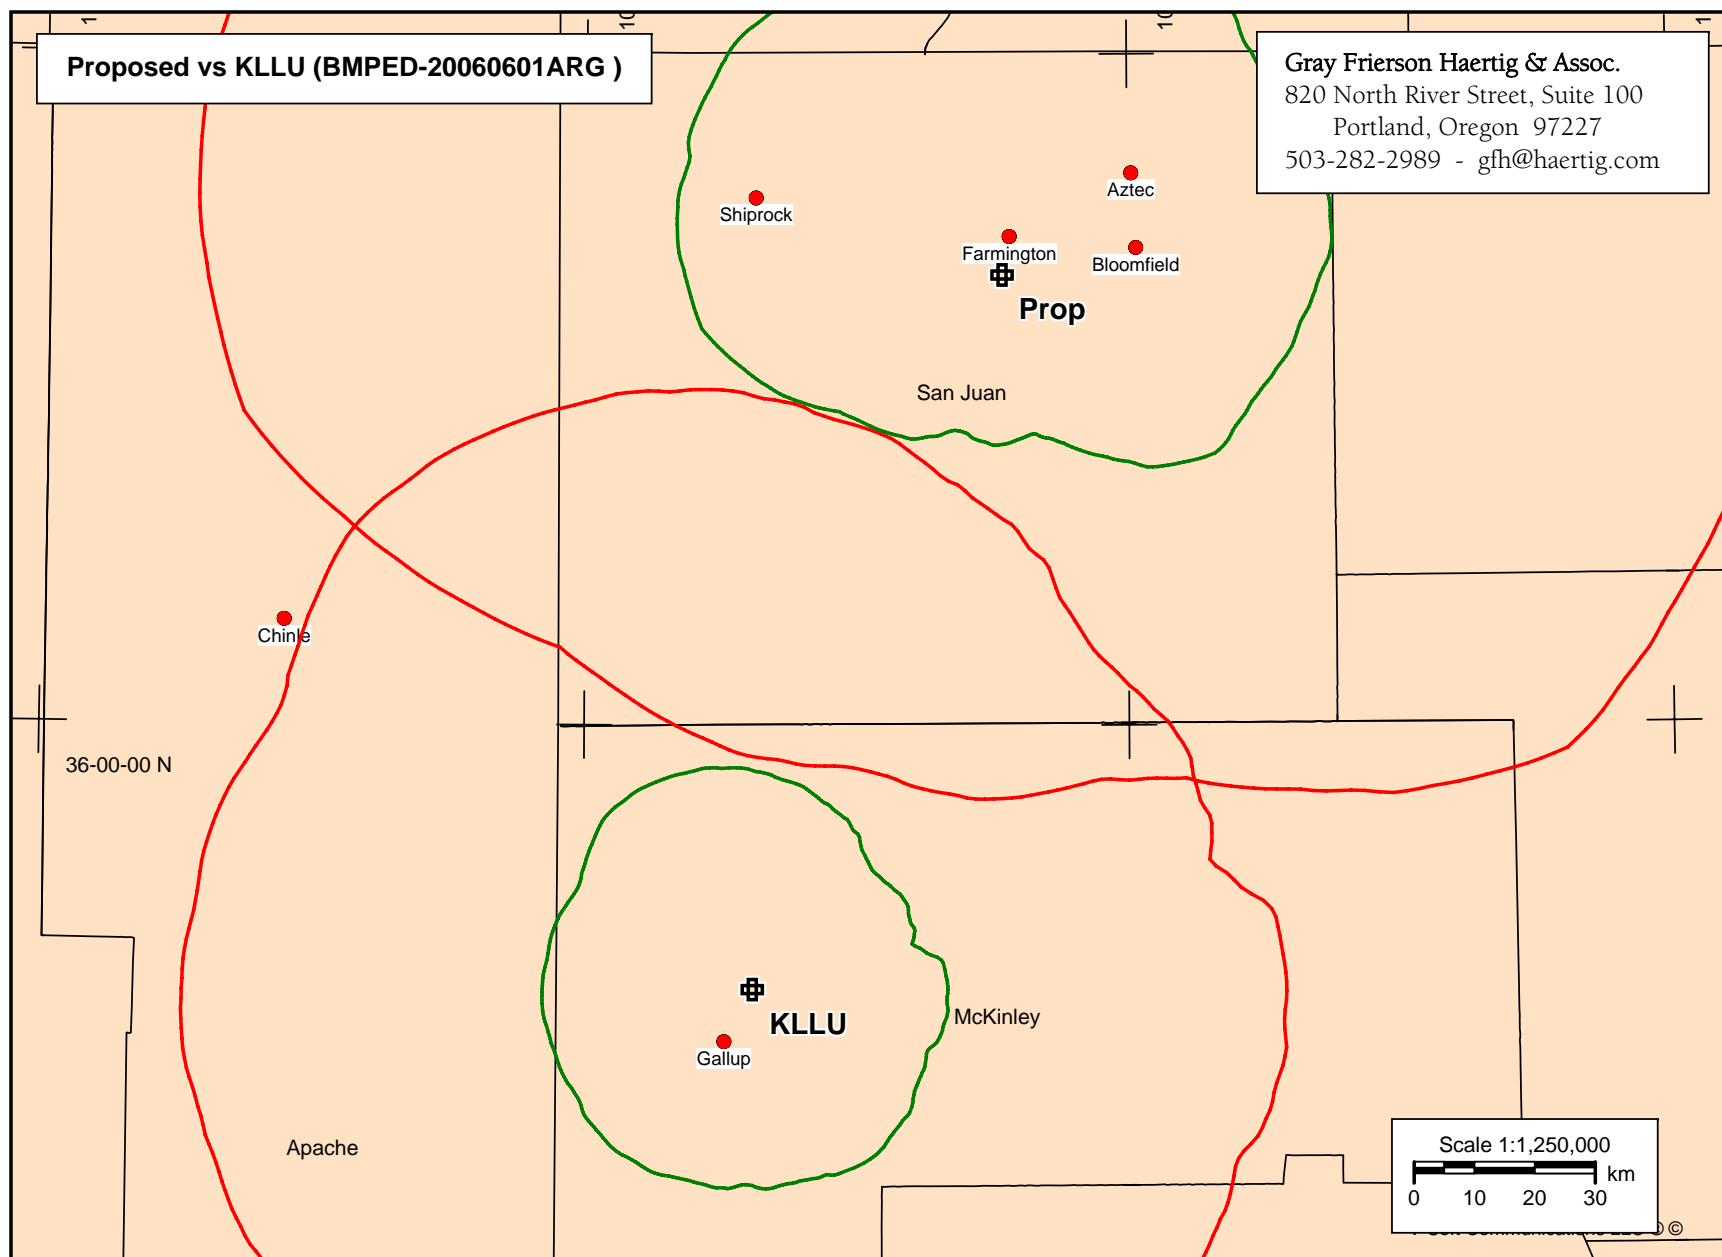 Proposed vs KLLU (BMPED-20060601ARG )
Gray Frierson Haertig & Assoc.
820 North River Street, Suite 100
Portland, Oregon 97227
503-282-2989 - gfh@haertig.com
Shiprock
Aztec
Farmington
Bloomfield
Prop
San Juan
Chinle
36-00-00 N
KLLU
McKinley
Gallup
Apache
Scale 1:1,250,000
km
0 10 20 30